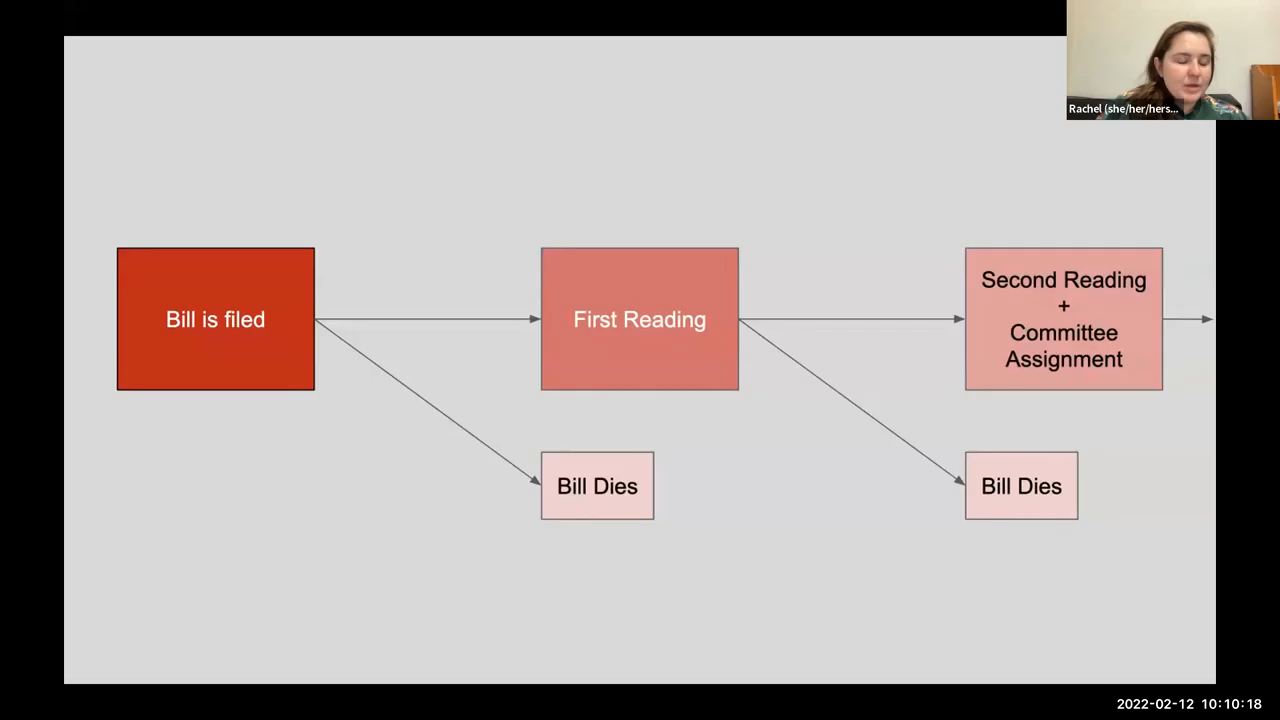 Rachel (she/her/hers...
Bill is filed
First Reading
Second Reading
+
Committee
Assignment
Bill Dies
Bill Dies
2022-02-12 10:10:18